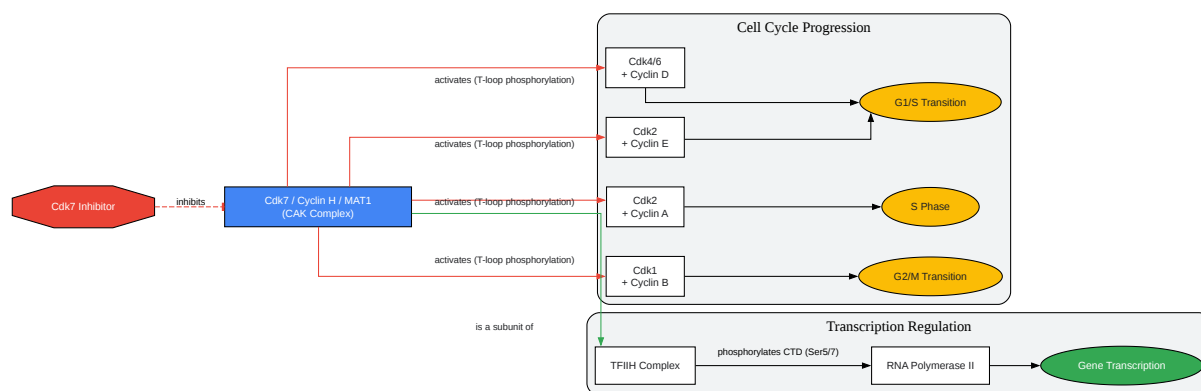 Cell Cycle Progression
Cdk4/6
+ Cyclin D
activates (T-loop phosphorylation)
G1/S Transition
Cdk2
+ Cyclin E
activates (T-loop phosphorylation)
Cdk7 Inhibitor
inhibits
Cdk7 / Cyclin H / MAT1
(CAK Complex)
activates (T-loop phosphorylation)
Cdk2
+ Cyclin A
S Phase
activates (T-loop phosphorylation)
Cdk1
+ Cyclin B
G2/M Transition
is a subunit of
Transcription Regulation
TFIIH Complex
phosphorylates CTD (Ser5/7)
RNA Polymerase II
Gene Transcription